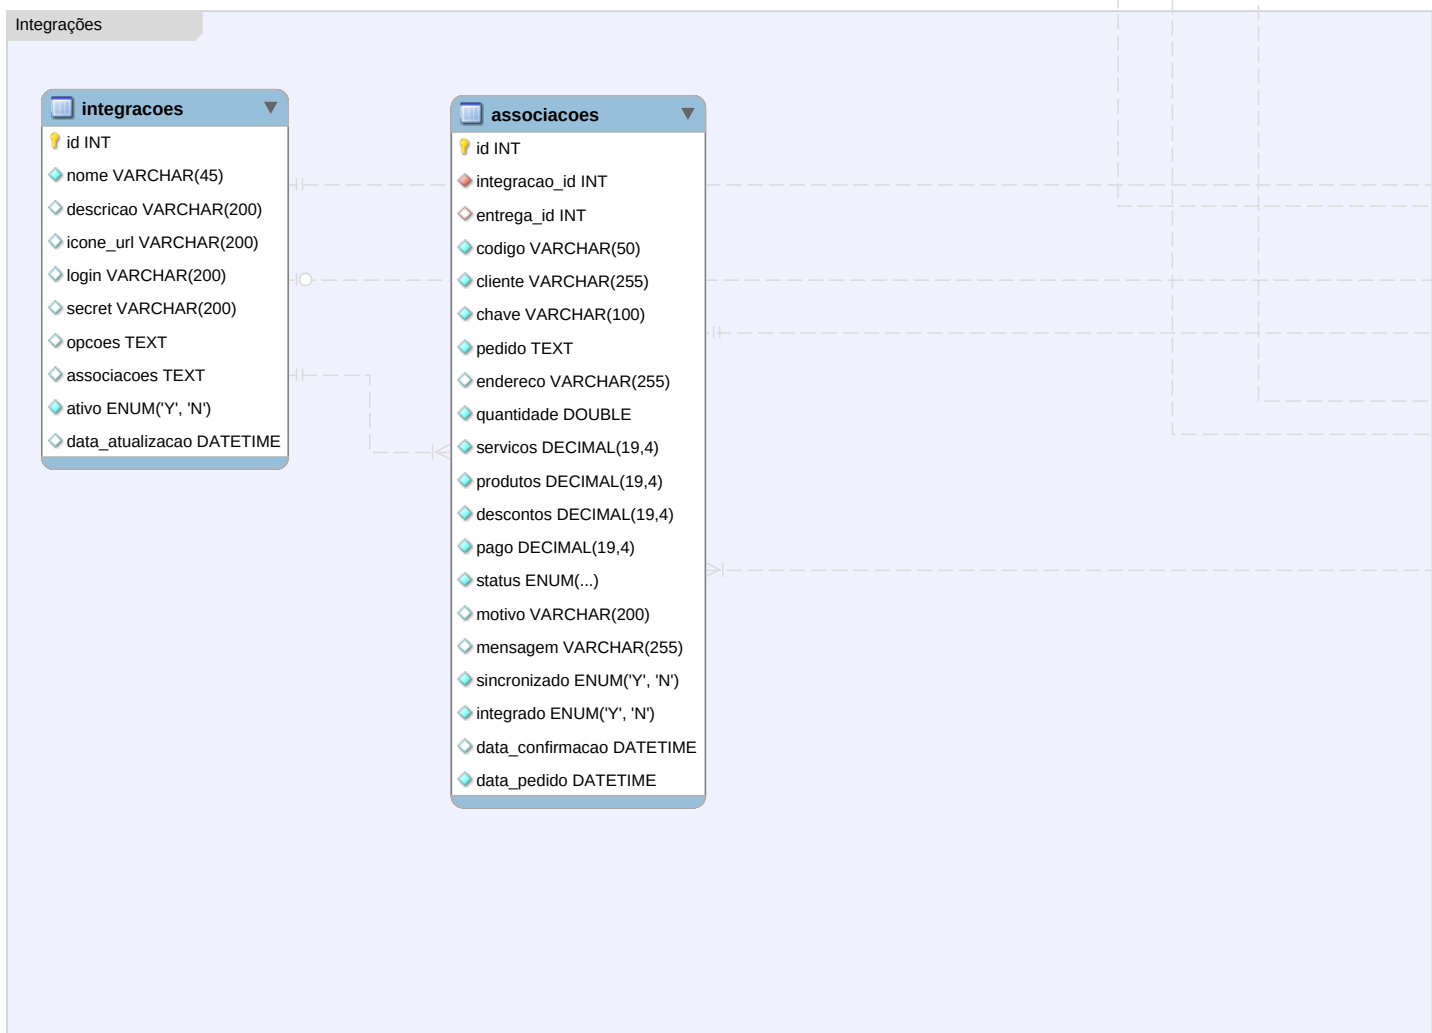 Integrações
integracoes
id INT
nome VARCHAR(45)
descricao VARCHAR(200)
icone_url VARCHAR(200)
login VARCHAR(200)
secret VARCHAR(200)
opcoes TEXT
associacoes TEXT
ativo ENUM('Y', 'N')
data_atualizacao DATETIME
associacoes
id INT
integracao_id INT
entrega_id INT
codigo VARCHAR(50)
cliente VARCHAR(255)
chave VARCHAR(100)
pedido TEXT
endereco VARCHAR(255)
quantidade DOUBLE
servicos DECIMAL(19,4)
produtos DECIMAL(19,4)
descontos DECIMAL(19,4)
pago DECIMAL(19,4)
status ENUM(...)
motivo VARCHAR(200)
mensagem VARCHAR(255)
sincronizado ENUM('Y', 'N')
integrado ENUM('Y', 'N')
data_confirmacao DATETIME
data_pedido DATETIME